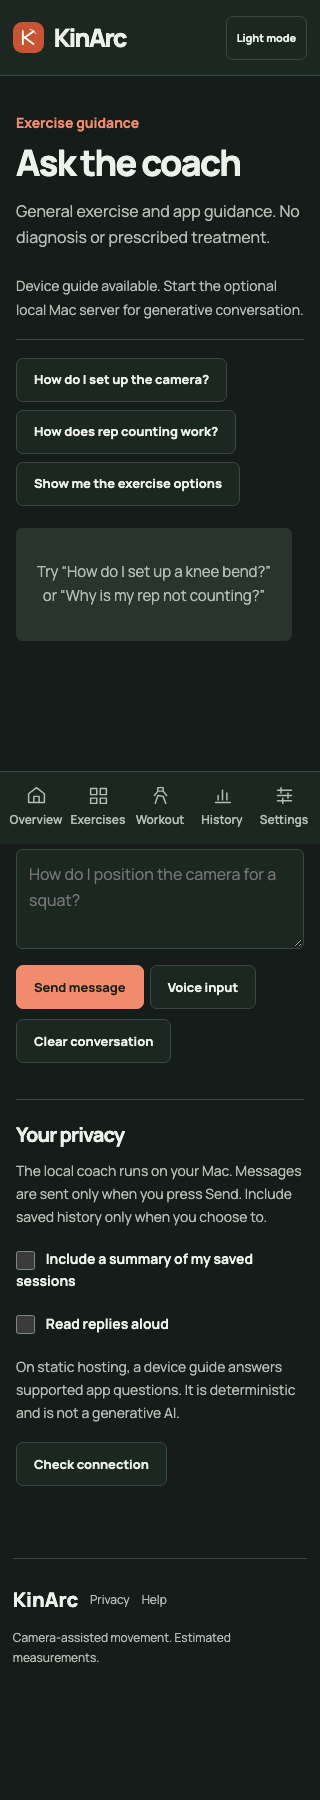 KinArc
Light mode
Exercise guidance
Ask the coach
General exercise and app guidance. No
diagnosis or prescribed treatment.
Device guide available. Start the optional
local Mac server for generative conversation.
How do I set up the camera?
How does rep counting work?
Show me the exercise options
Try “How do I set up a knee bend?”
or “Why is my rep not counting?”
Overview Exercises Workout History Settings
How do I position the camera for a
squat?
Send message Voice input
Clear conversation
Your privacy
The local coach runs on your Mac. Messages
are sent only when you press Send. Include
saved history only when you choose to.
Include a summary of my saved
sessions
Read replies aloud
On static hosting, a device guide answers
supported app questions. It is deterministic
and is not a generative AI.
Check connection
KinArc Privacy Help
Camera-assisted movement. Estimated
measurements.